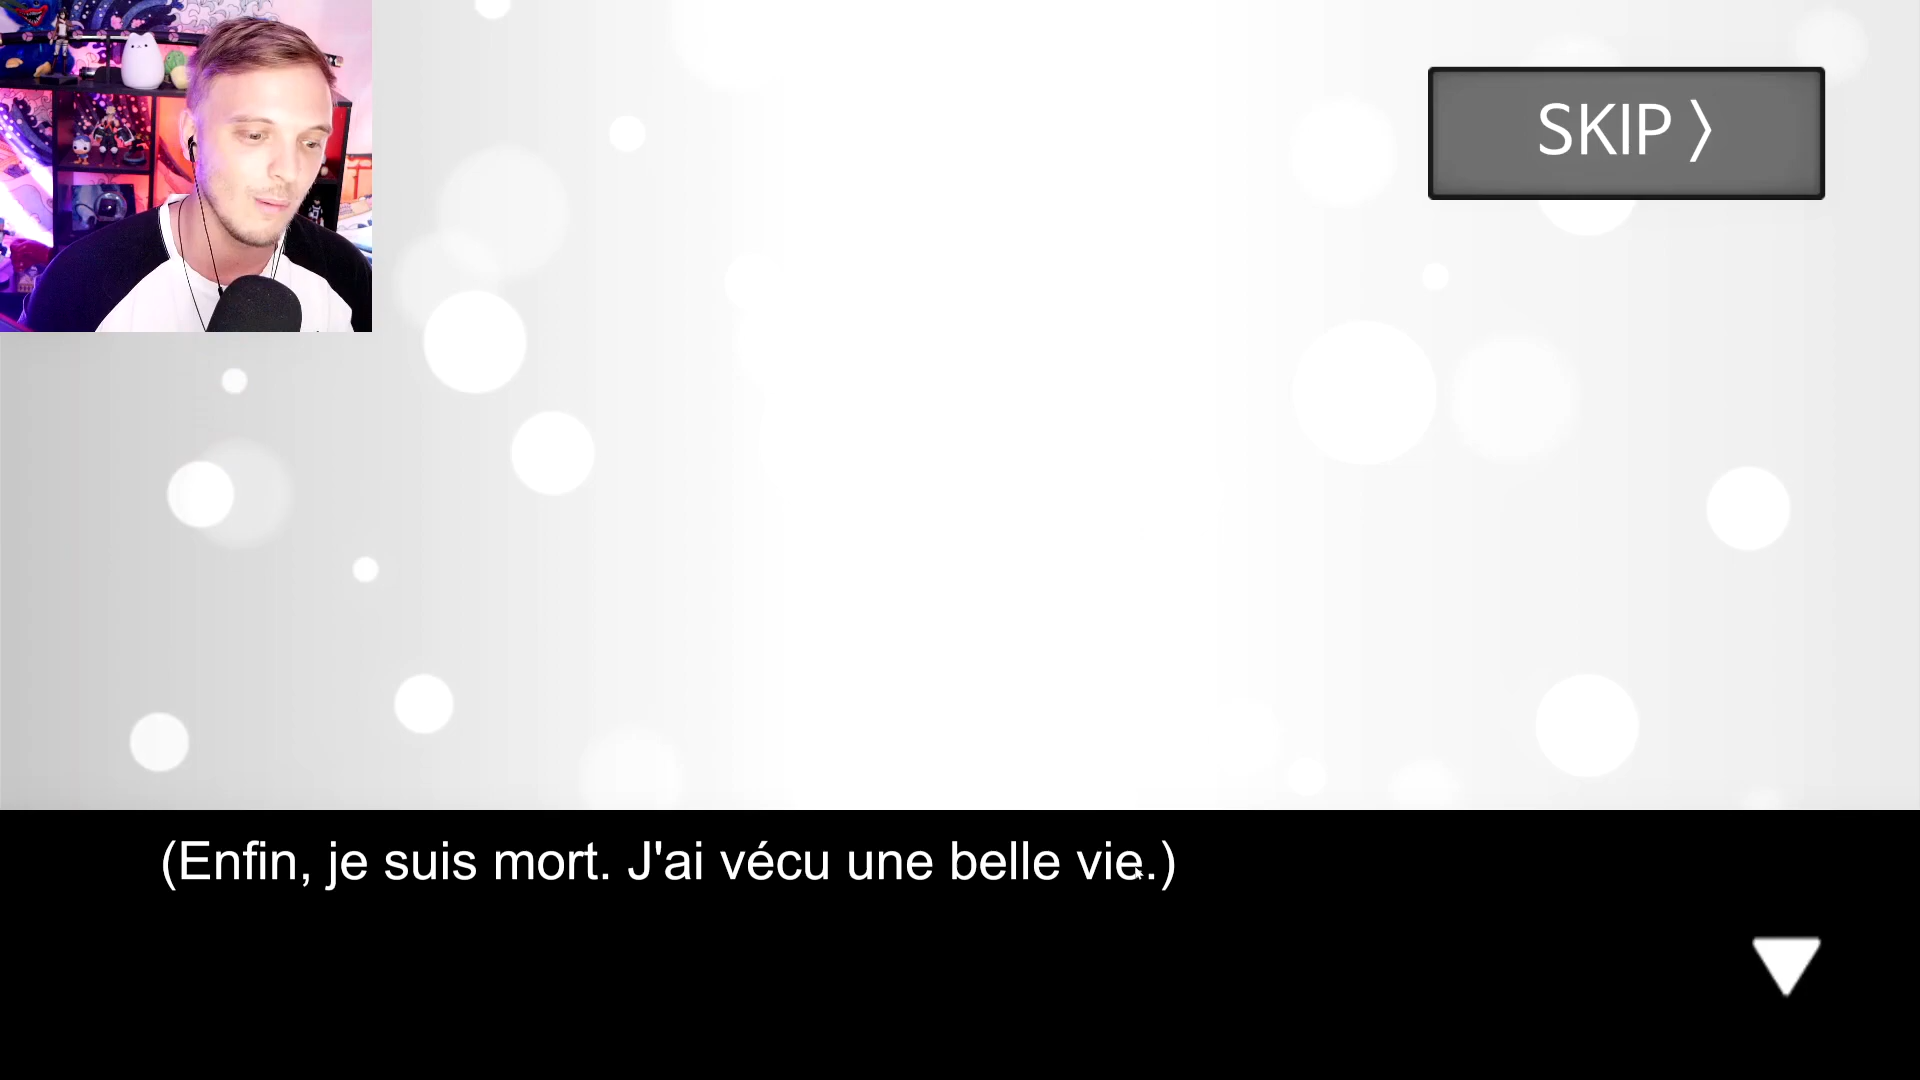 SKIP 〉
(Enfin, je suis mort. J'ai vécu une belle vie.)